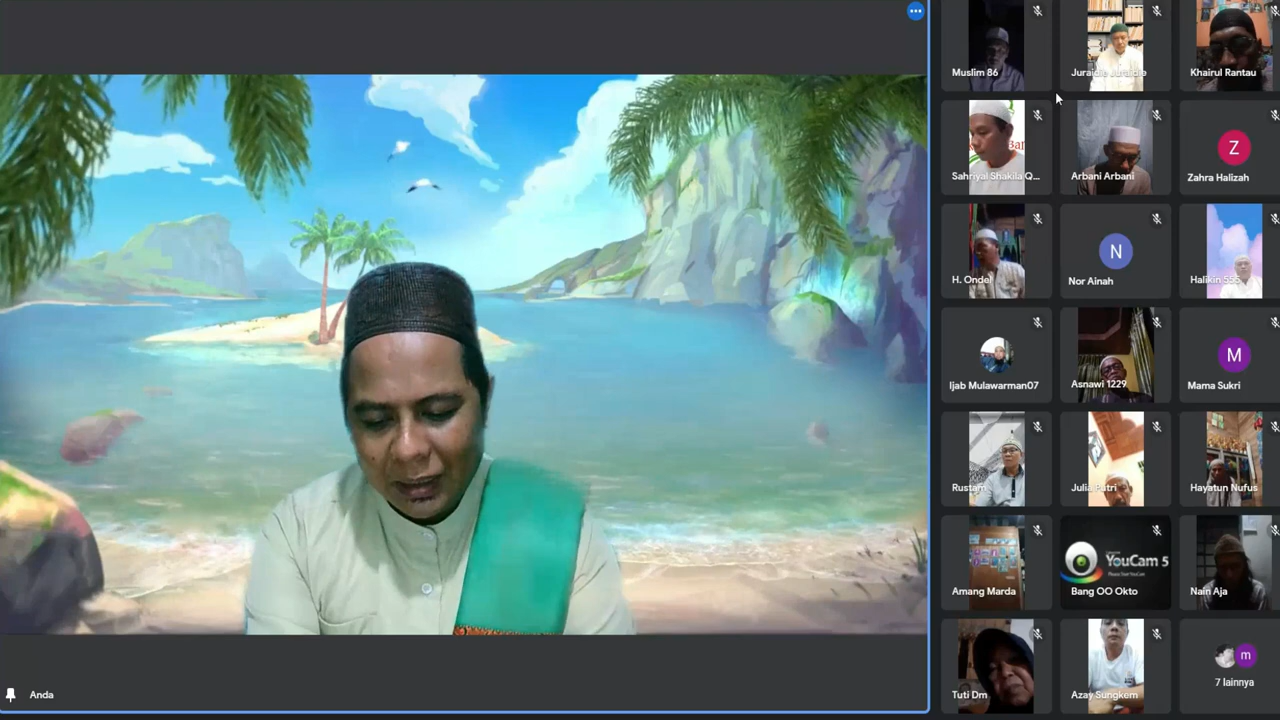 Muslim 86
Juraidie Juraidie
Khairul Rantau
Sahriyal Shakila Q...
Arbani Arbani
Z
Zahra Halizah
H. Ondel
N
Nor Ainah
Halikin 555
Ijab Mulawarman07
Asnawi 1229
M
Mama Sukri
Rustam
Julia Putri
Hayatun Nufus
Amang Marda
YouCam 5
Bang OO Okto
Nain Aja
Tuti Dm
Azay Sungkem
m
7 lainnya
Anda